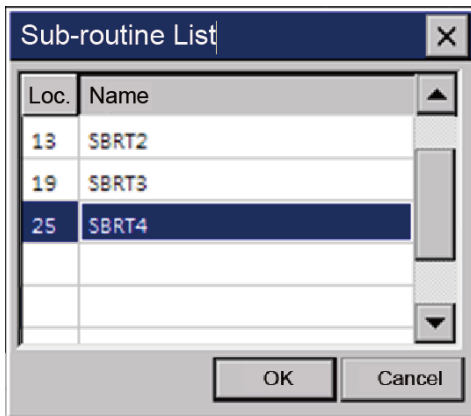 Sub-routine List
Loc. Name
13 SBRT2
19 SBRT3
25 SBRT4
OK Cancel